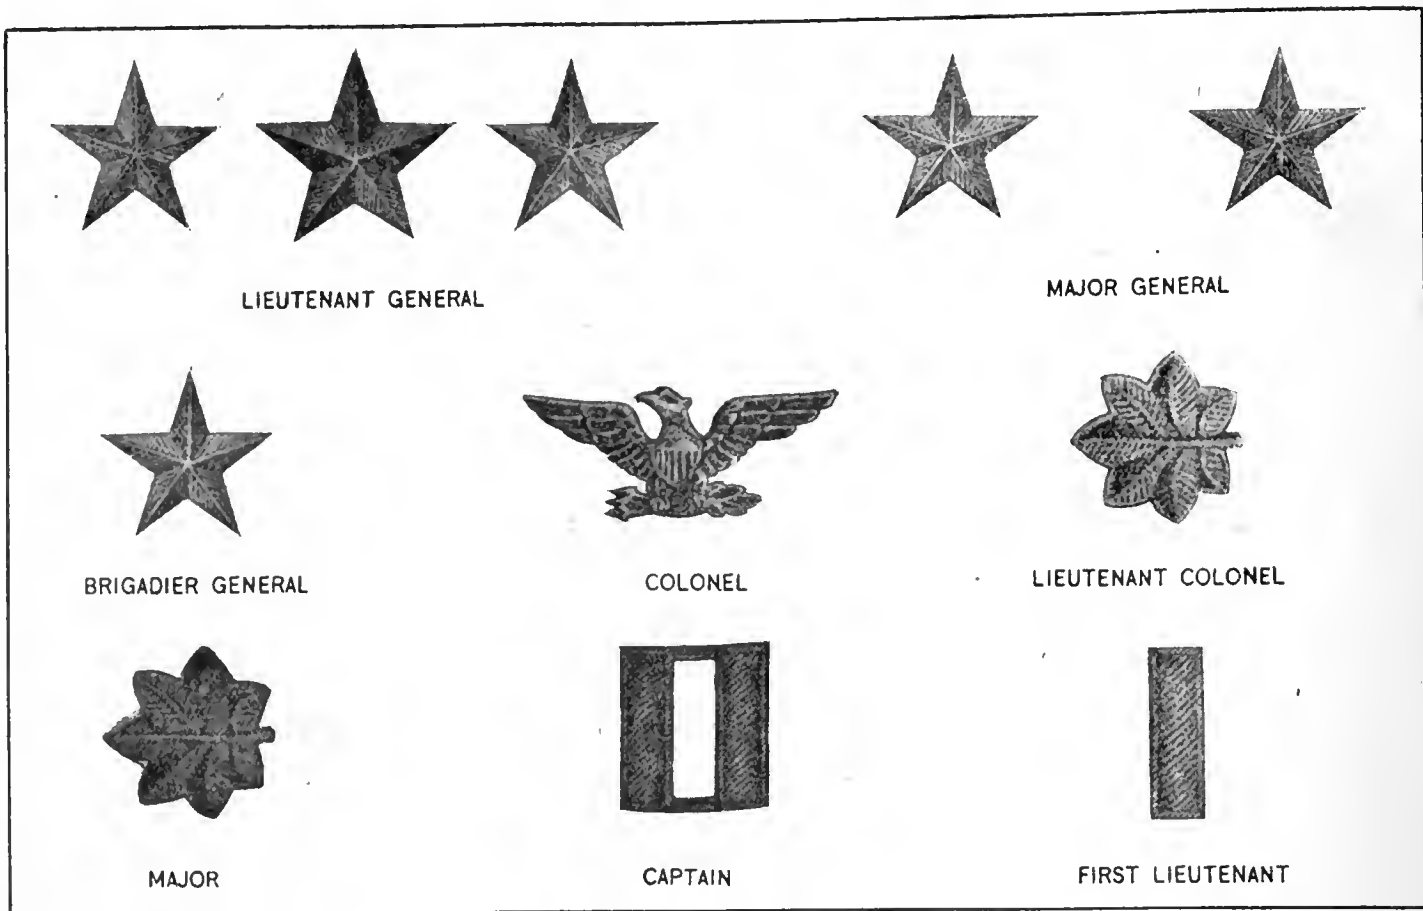 LIEUTENANT GENERAL
MAJOR GENERAL
BRIGADIER GENERAL
COLONEL
LIEUTENANT COLONEL
MAJOR
CAPTAIN
FIRST LIEUTENANT